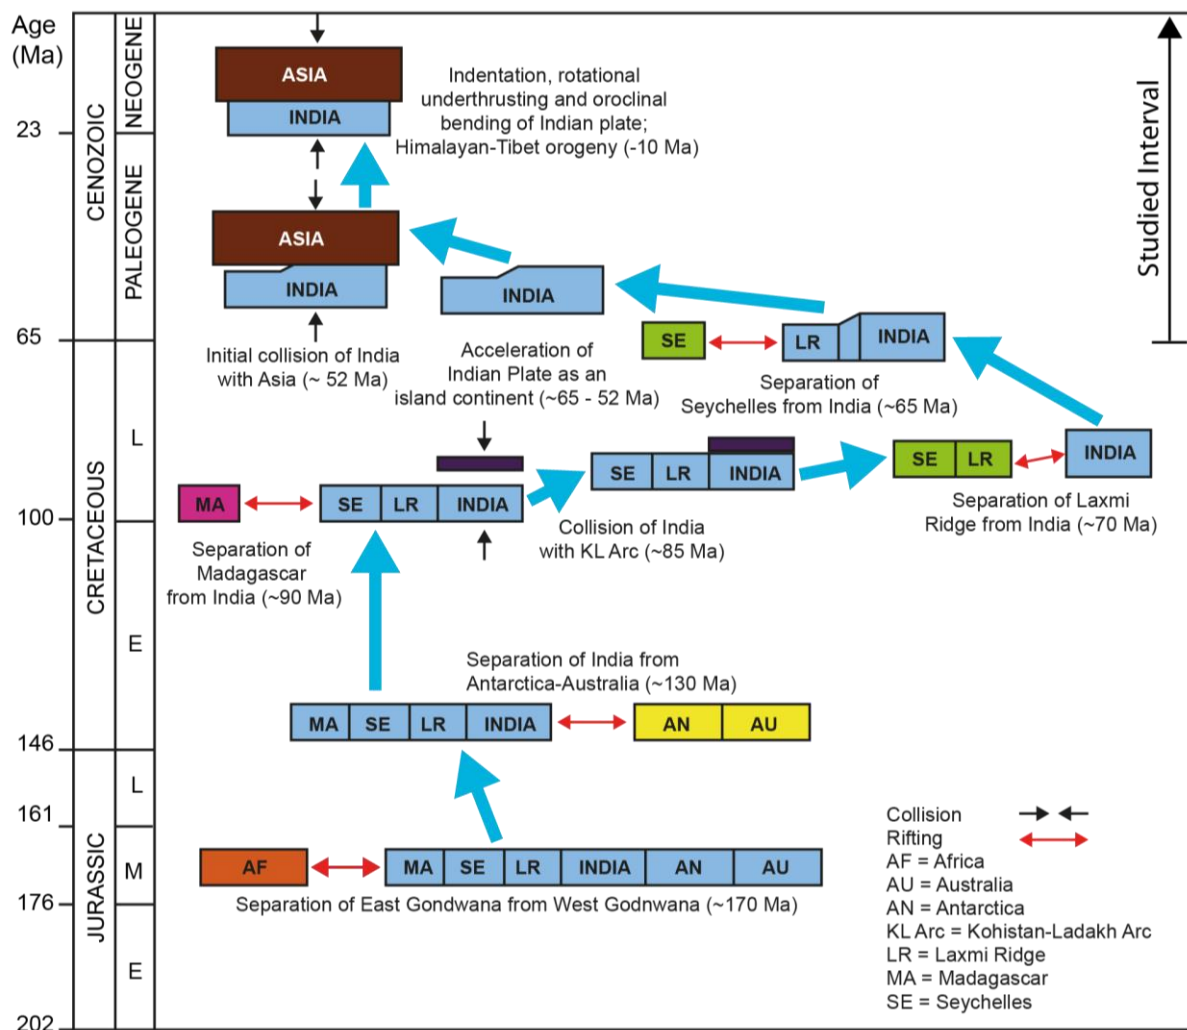 Age
(Ma)
23
65
100
146
161
176
202
CENOZOIC
CRETACEOUS
JURASSIC
NEOGENE
PALEOGENE
L
E
L
M
E
Studied Interval
ASIA
INDIA
Indentation, rotational
underthrusting and oroclinal
bending of Indian plate;
Himalayan-Tibet orogeny (-10 Ma)
ASIA
INDIA
Initial collision of India
with Asia (~ 52 Ma)
INDIA
Acceleration of
Indian Plate as an
island continent (~65 - 52 Ma)
SE
LR
INDIA
Separation of
Seychelles from India (~65 Ma)
MA
SE
LR
INDIA
Separation of
Madagascar
from India (~90 Ma)
SE
LR
INDIA
Collision of India
with KL Arc (~85 Ma)
SE
LR
INDIA
Separation of Laxmi
Ridge from India (~70 Ma)
Separation of India from
Antarctica-Australia (~130 Ma)
MA
SE
LR
INDIA
AN
AU
AF
MA
SE
LR
INDIA
AN
AU
Separation of East Gondwana from West Godnwana (~170 Ma)
Collision
Rifting
AF = Africa
AU = Australia
AN = Antarctica
KL Arc = Kohistan-Ladakh Arc
LR = Laxmi Ridge
MA = Madagascar
SE = Seychelles